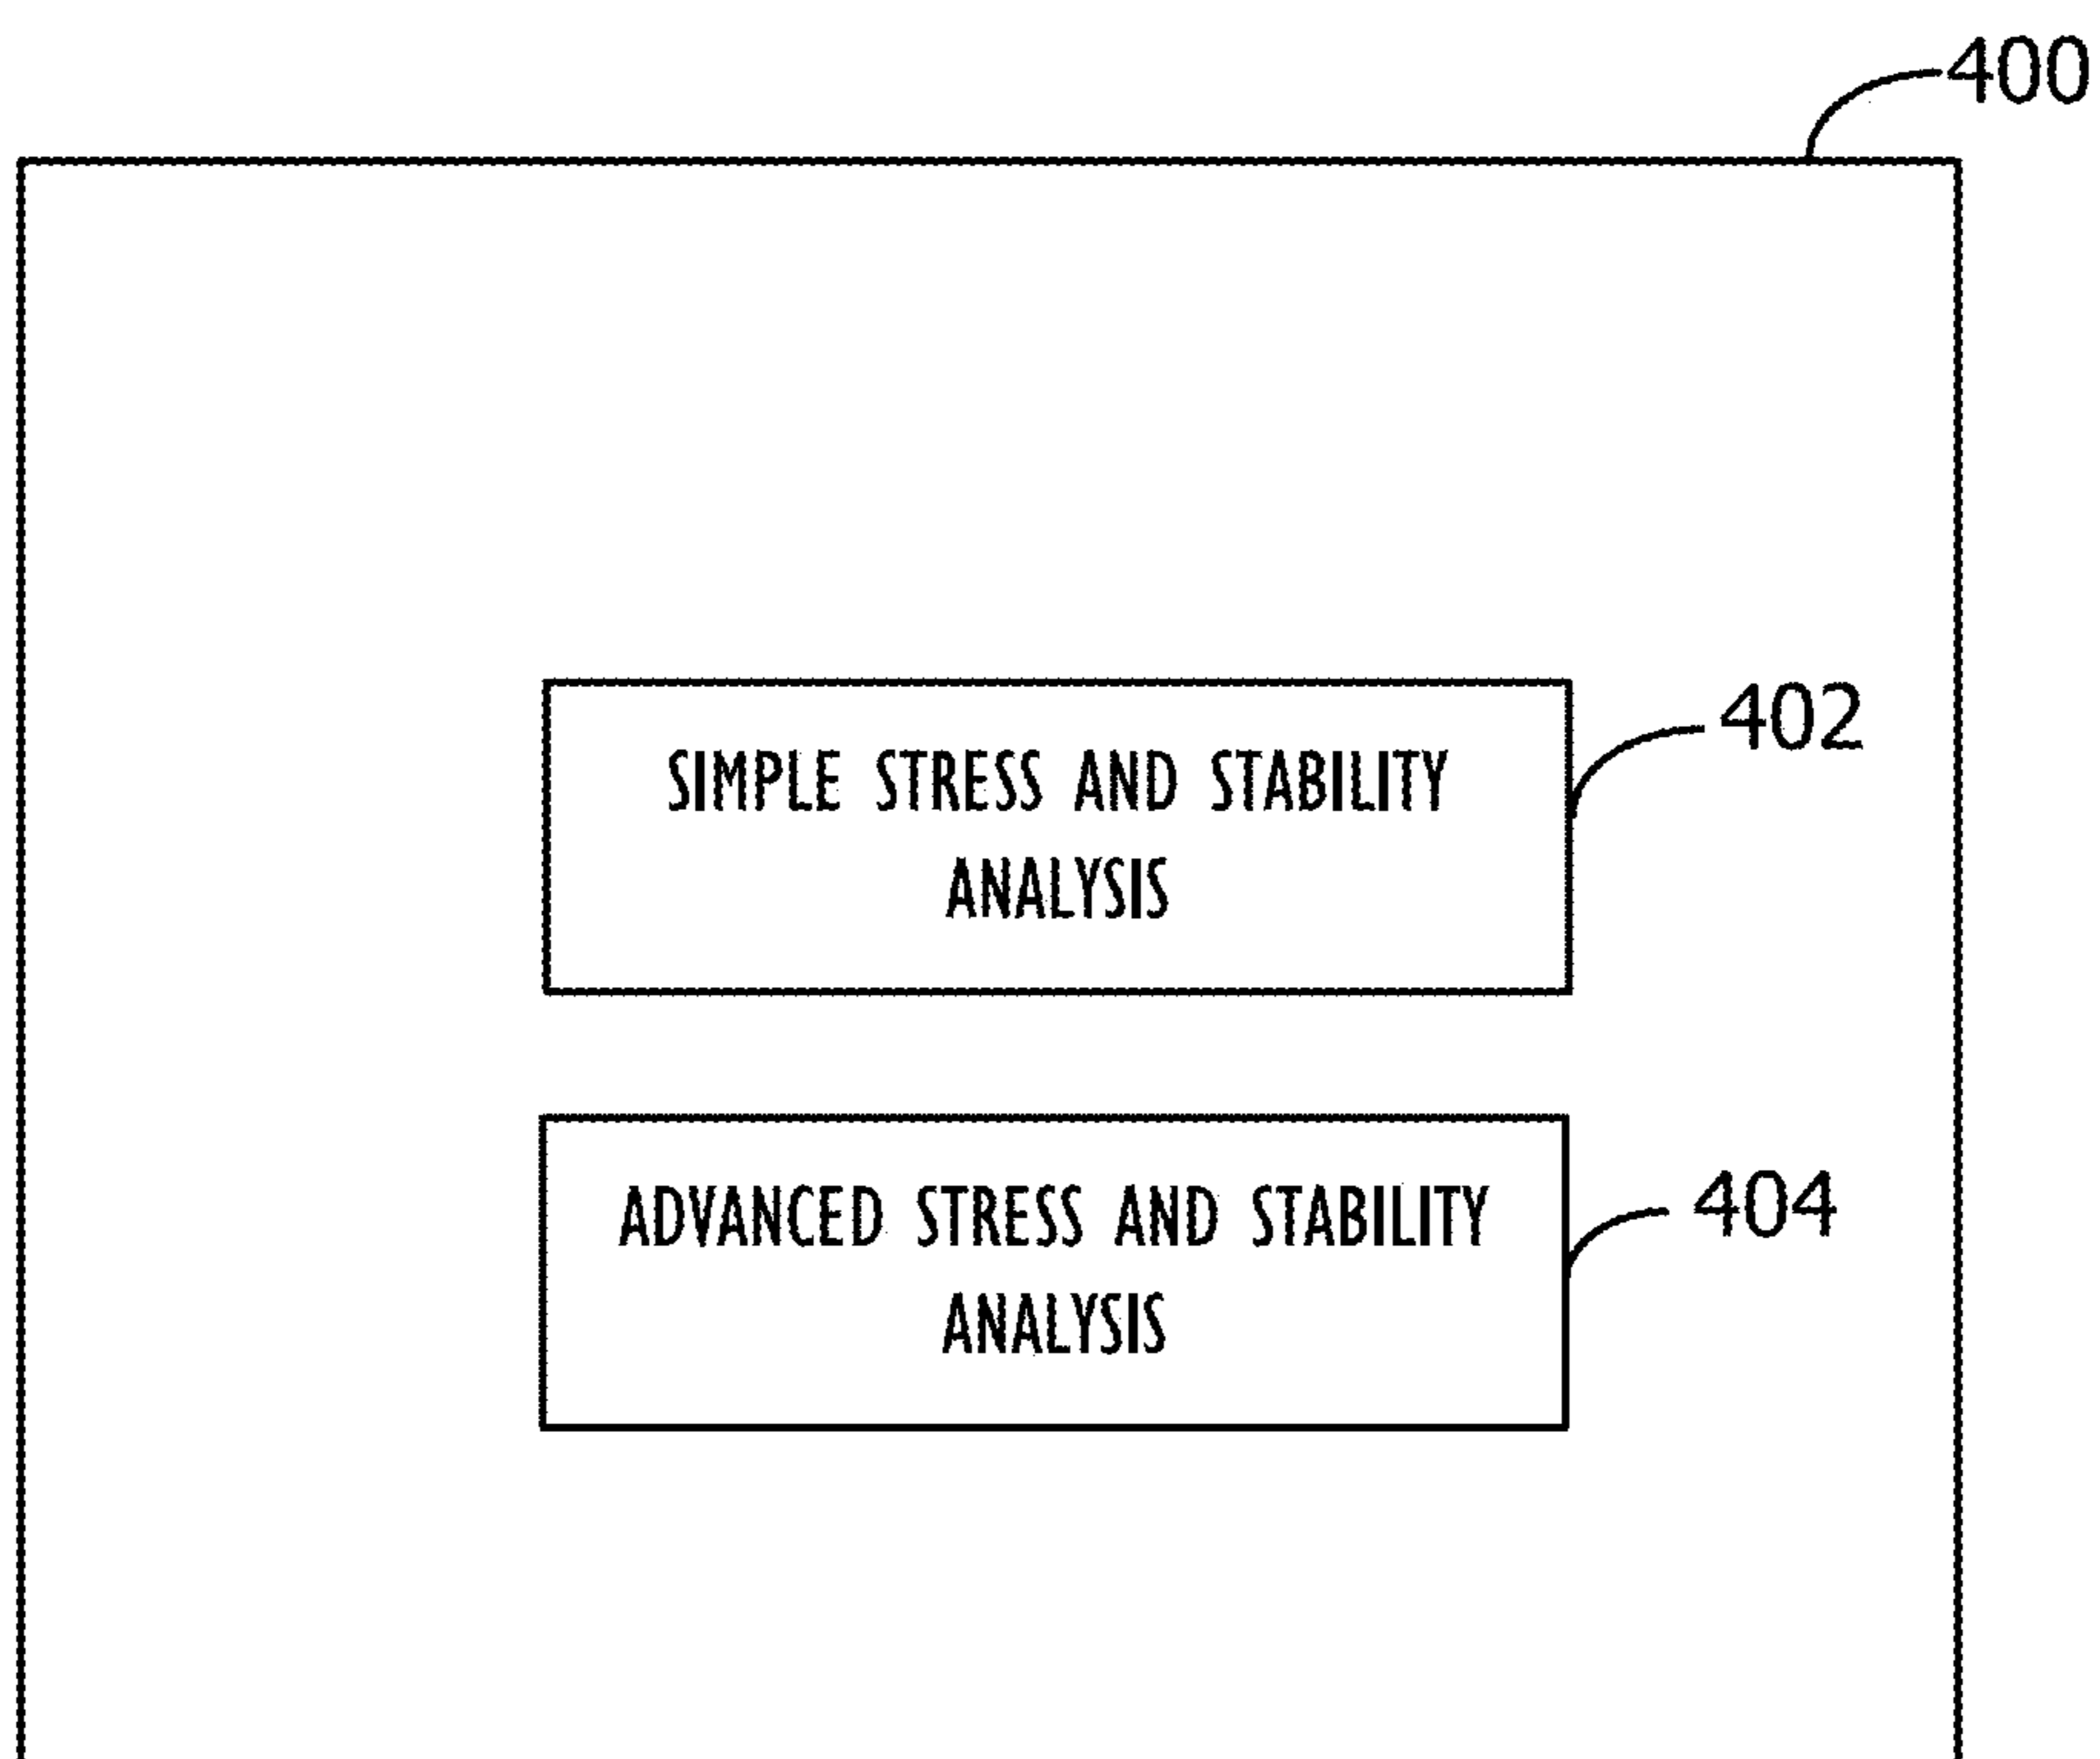 400
SIMPLE STRESS AND STABILITY
ANALYSIS
402
ADVANCED STRESS AND STABILITY
ANALYSIS
404